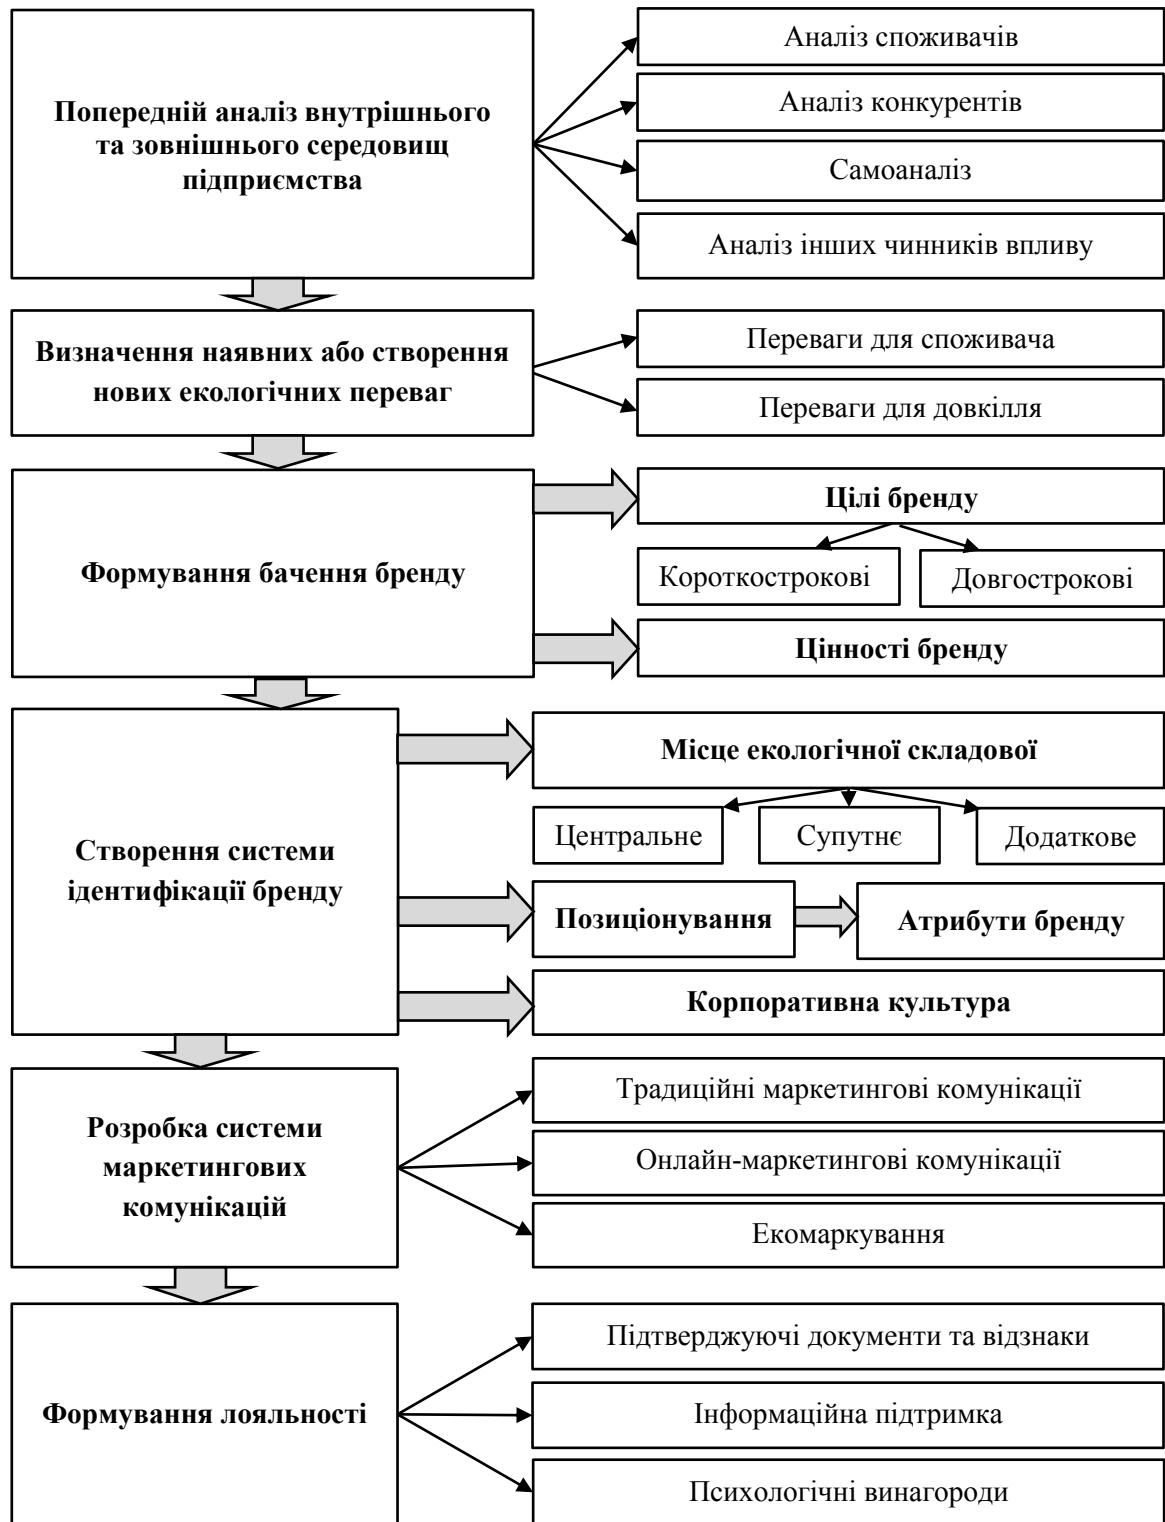 Попередній аналіз внутрішнього
та зовнішнього середовищ
підприємства
Аналіз споживачів
Аналіз конкурентів
Самоаналіз
Аналіз інших чинників впливу
Визначення наявних або створення
нових екологічних переваг
Переваги для споживача
Переваги для довкілля
Формування бачення бренду
Цілі бренду
Короткострокові
Довгострокові
Цінності бренду
Створення системи
ідентифікації бренду
Місце екологічної складової
Центральне
Супутнє
Додаткове
Позиціонування
Атрибути бренду
Корпоративна культура
Розробка системи
маркетингових
комунікацій
Традиційні маркетингові комунікації
Онлайн-маркетингові комунікації
Екомаркування
Формування лояльності
Підтверджуючі документи та відзнаки
Інформаційна підтримка
Психологічні винагороди